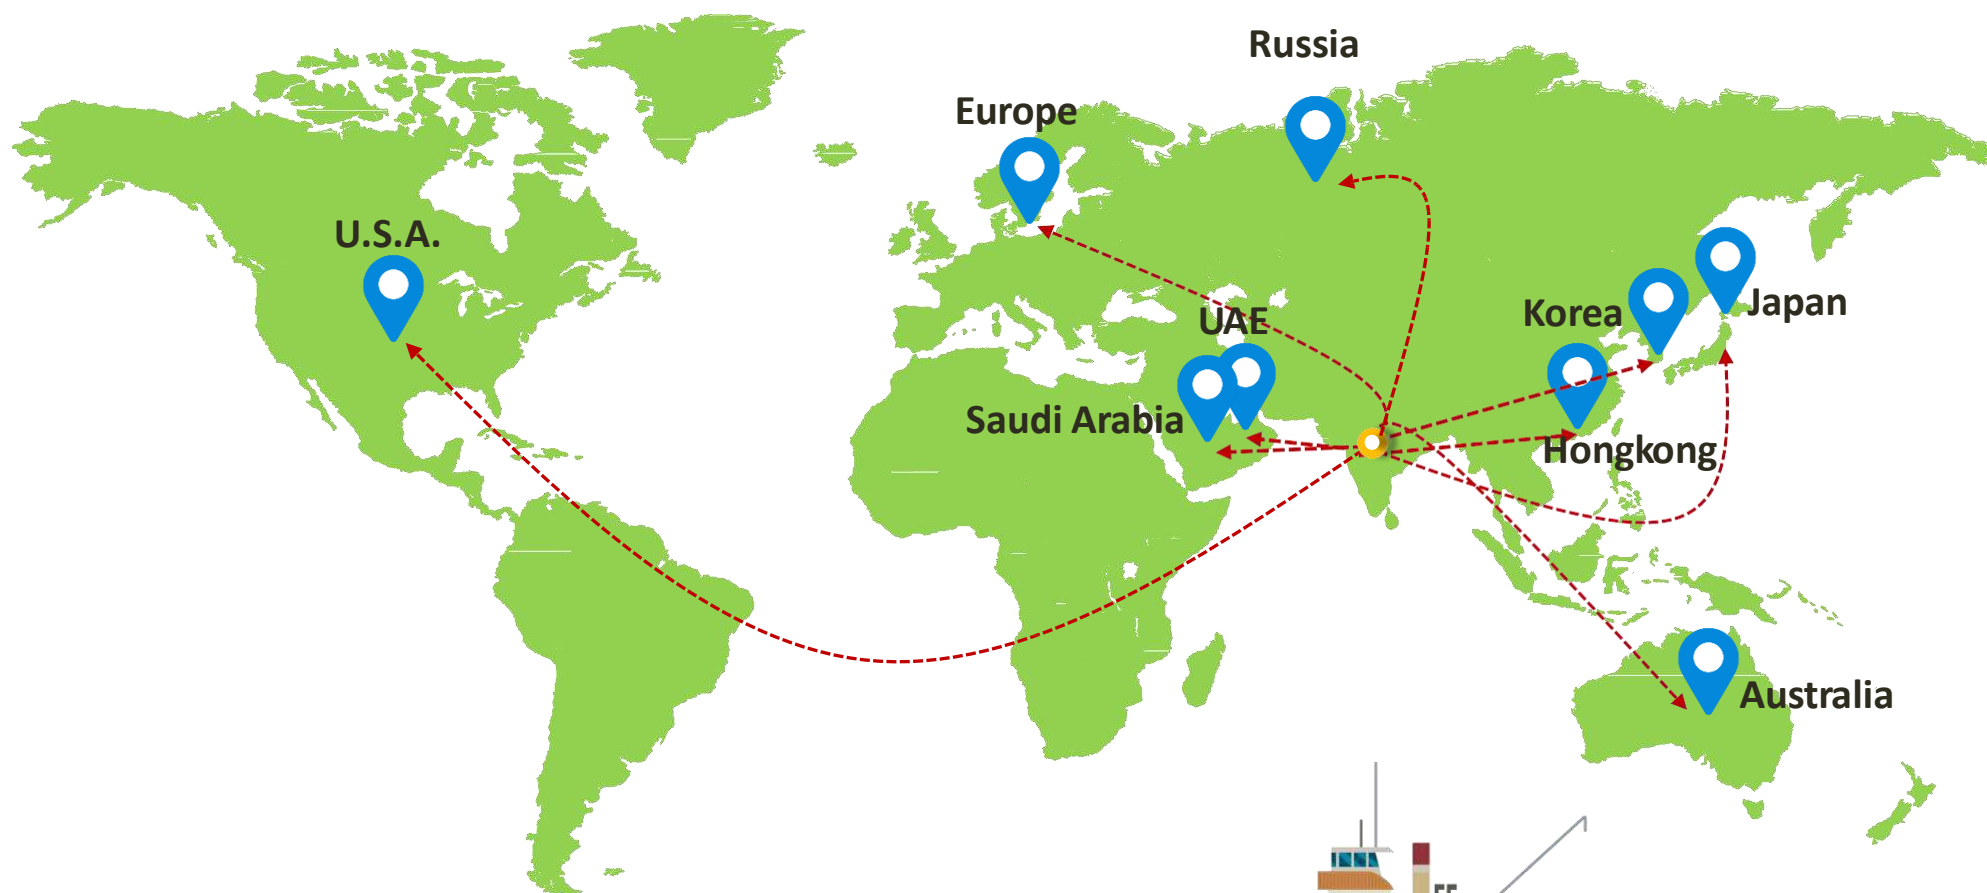 Russia
Europe
U.S.A.
UAE
Korea
Japan
Saudi Arabia
Hongkong
Australia